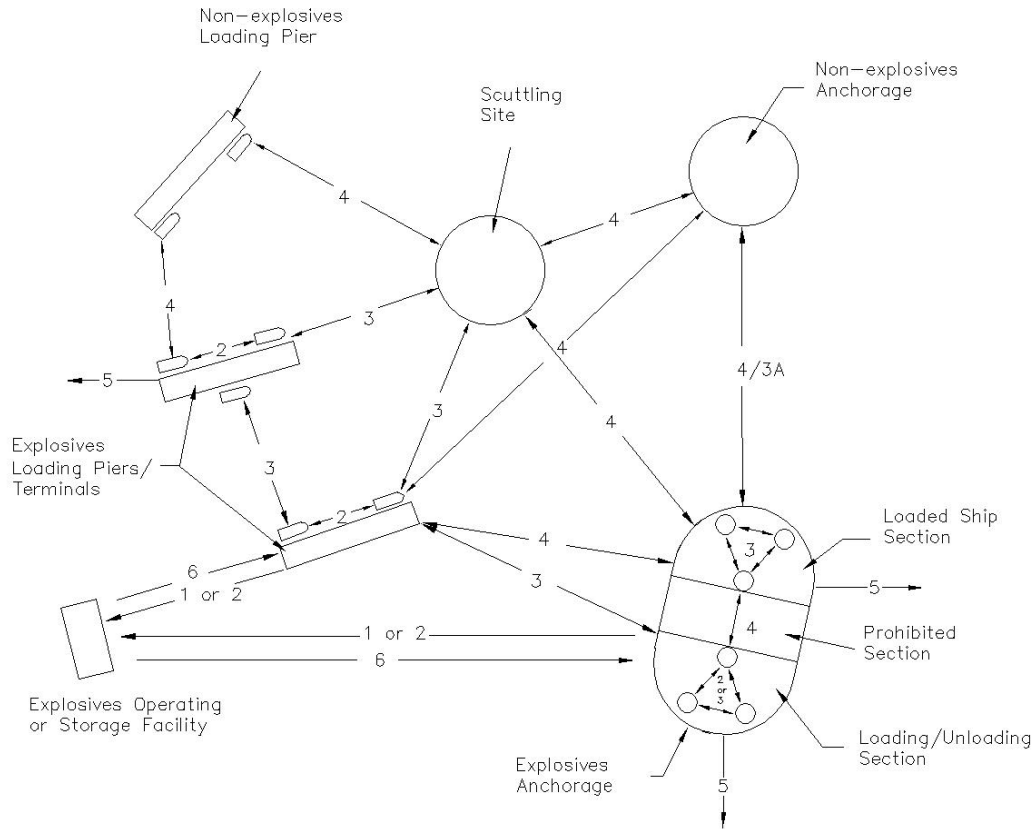 Non-explosives
Loading Pier
Non-explosives
Anchorage
Scuttling
Site
4
4
4
4
2
3
5
4
4/3A
3
4
Explosives
Loading Piers/
Terminals
3
2
Loaded Ship
Section
3
4
6
3
1 or 2
5
1 or 2
4
Prohibited
Section
6
2
or
3
Explosives Operating
or Storage Facility
Loading/Unloading
Section
Explosives
Anchorage
5